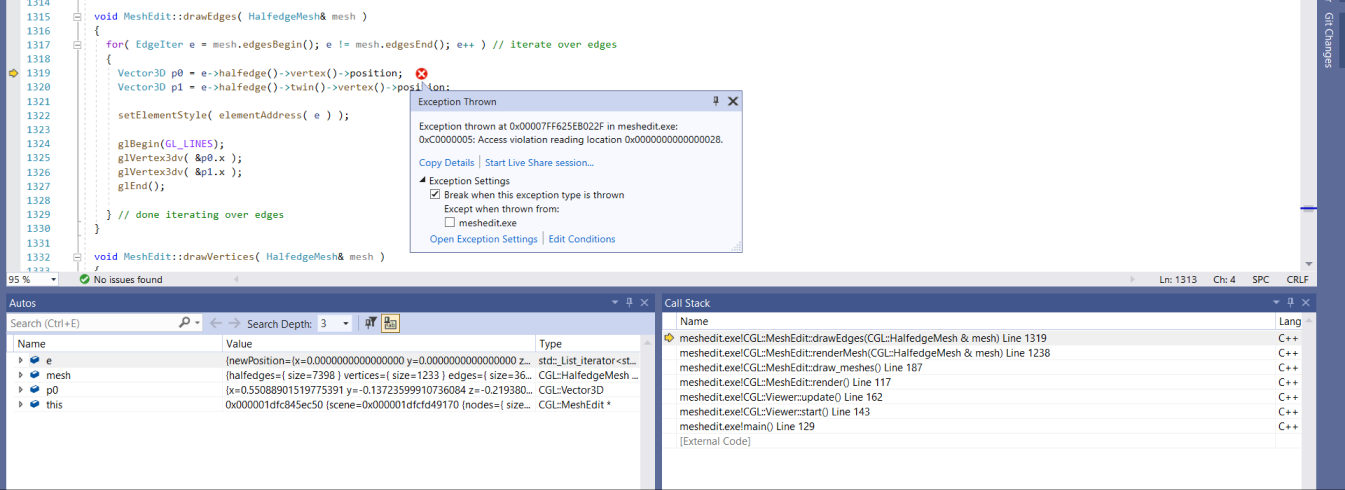 1314
1315 void MeshEdit::drawEdges( HalfedgeMesh& mesh )
1316 {
1317 for( EdgeIter e = mesh.edgesBegin(); e != mesh.edgesEnd(); e++ ) // iterate over edges
1318 {
1319 Vector3D p0 = e->halfedge()->vertex()->position;
1320 Vector3D p1 = e->halfedge()->twin()->vertex()->position;
1321
1322 setElementStyle( elementAddress( e ) );
1323
1324 glBegin(GL_LINES);
1325 glVertex3dv( &p0.x );
1326 glVertex3dv( &p1.x );
1327 glEnd();
1328
1329 } // done iterating over edges
1330 }
1331
1332 void MeshEdit::drawVertices( HalfedgeMesh& mesh )
1333 {
Git Changes
Exception Thrown
Exception thrown at 0x00007FF625EB022F in meshedit.exe:
0xC0000005: Access violation reading location 0x0000000000000028.
Copy Details | Start Live Share session...
Exception Settings
Break when this exception type is thrown
Except when thrown from:
meshedit.exe
Open Exception Settings | Edit Conditions
95 % No issues found Ln: 1313 Ch: 4 SPC CRLF
Autos
Search (Ctrl+E) Search Depth: 3
Name Value Type
e {newPosition={x=0.0000000000000000 y=0.0000000000000000 z... std::_List_iterator<st...
mesh {halfedges={ size=7398 } vertices={ size=1233 } edges={ size=36... CGL::HalfedgeMesh ...
p0 {x=0.55088901519775391 y=-0.13723599910736084 z=-0.219380... CGL::Vector3D
this 0x000001dfc845ec50 {scene=0x000001dfcfd49170 {nodes={ size... CGL::MeshEdit *
Call Stack
Name Lang
meshedit.exe!CGL::MeshEdit::drawEdges(CGL::HalfedgeMesh & mesh) Line 1319 C++
meshedit.exe!CGL::MeshEdit::renderMesh(CGL::HalfedgeMesh & mesh) Line 1238 C++
meshedit.exe!CGL::MeshEdit::draw_meshes() Line 187 C++
meshedit.exe!CGL::MeshEdit::render() Line 117 C++
meshedit.exe!CGL::Viewer::update() Line 162 C++
meshedit.exe!CGL::Viewer::start() Line 143 C++
meshedit.exe!main() Line 129 C++
[External Code]